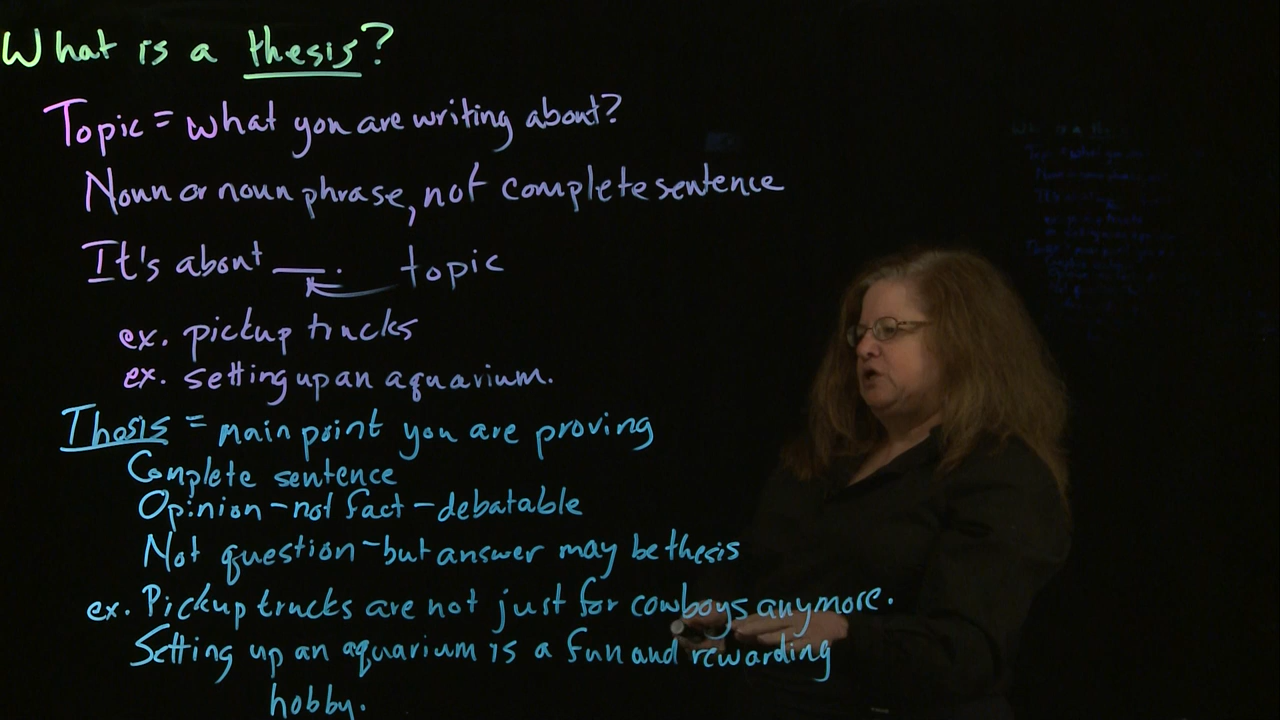 What is a thesis?
Topic = what you are writing about?
Noun or noun phrase, not complete sentence
It's about ___. topic
ex. pickup trucks
ex. setting up an aquarium.
Thesis = main point you are proving
Complete sentence
Opinion - not fact - debatable
Not question - but answer may be thesis
ex. Pickup trucks are not just for cowboys anymore.
Setting up an aquarium is a fun and rewarding
hobby.